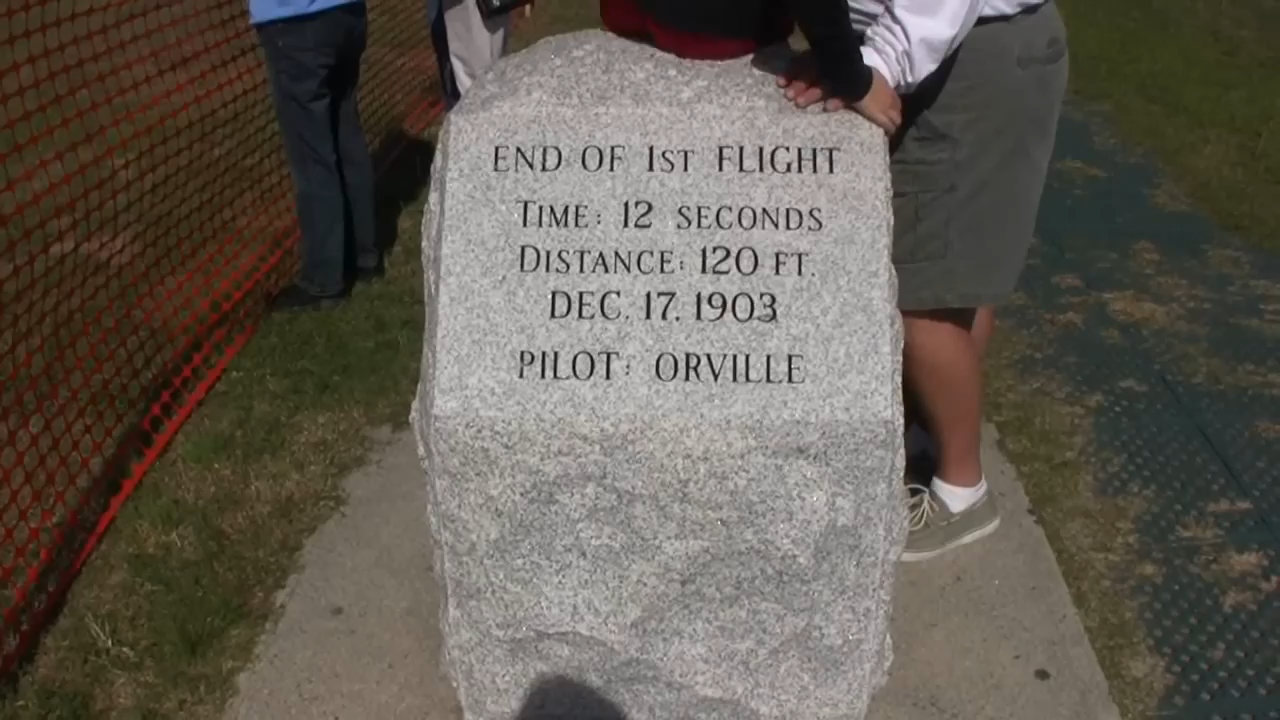 END OF 1ST FLIGHT
TIME: 12 SECONDS
DISTANCE: 120 FT.
DEC. 17. 1903
PILOT: ORVILLE